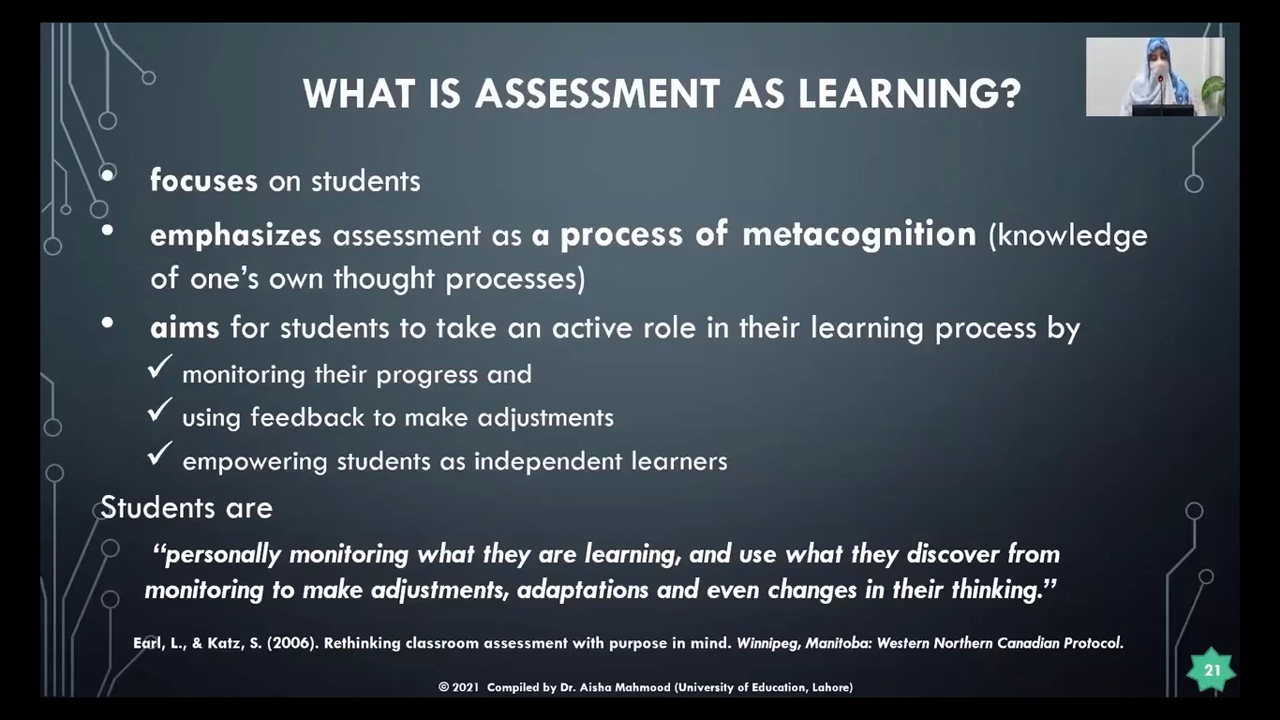 WHAT IS ASSESSMENT AS LEARNING?
• focuses on students
• emphasizes assessment as a process of metacognition (knowledge
of one's own thought processes)
• aims for students to take an active role in their learning process by
✓ monitoring their progress and
✓ using feedback to make adjustments
✓ empowering students as independent learners
Students are
“personally monitoring what they are learning, and use what they discover from
monitoring to make adjustments, adaptations and even changes in their thinking.”
Earl, L., & Katz, S. (2006). Rethinking classroom assessment with purpose in mind. Winnipeg, Manitoba: Western Northern Canadian Protocol.
21
© 2021 Compiled by Dr. Aisha Mahmood (University of Education, Lahore)